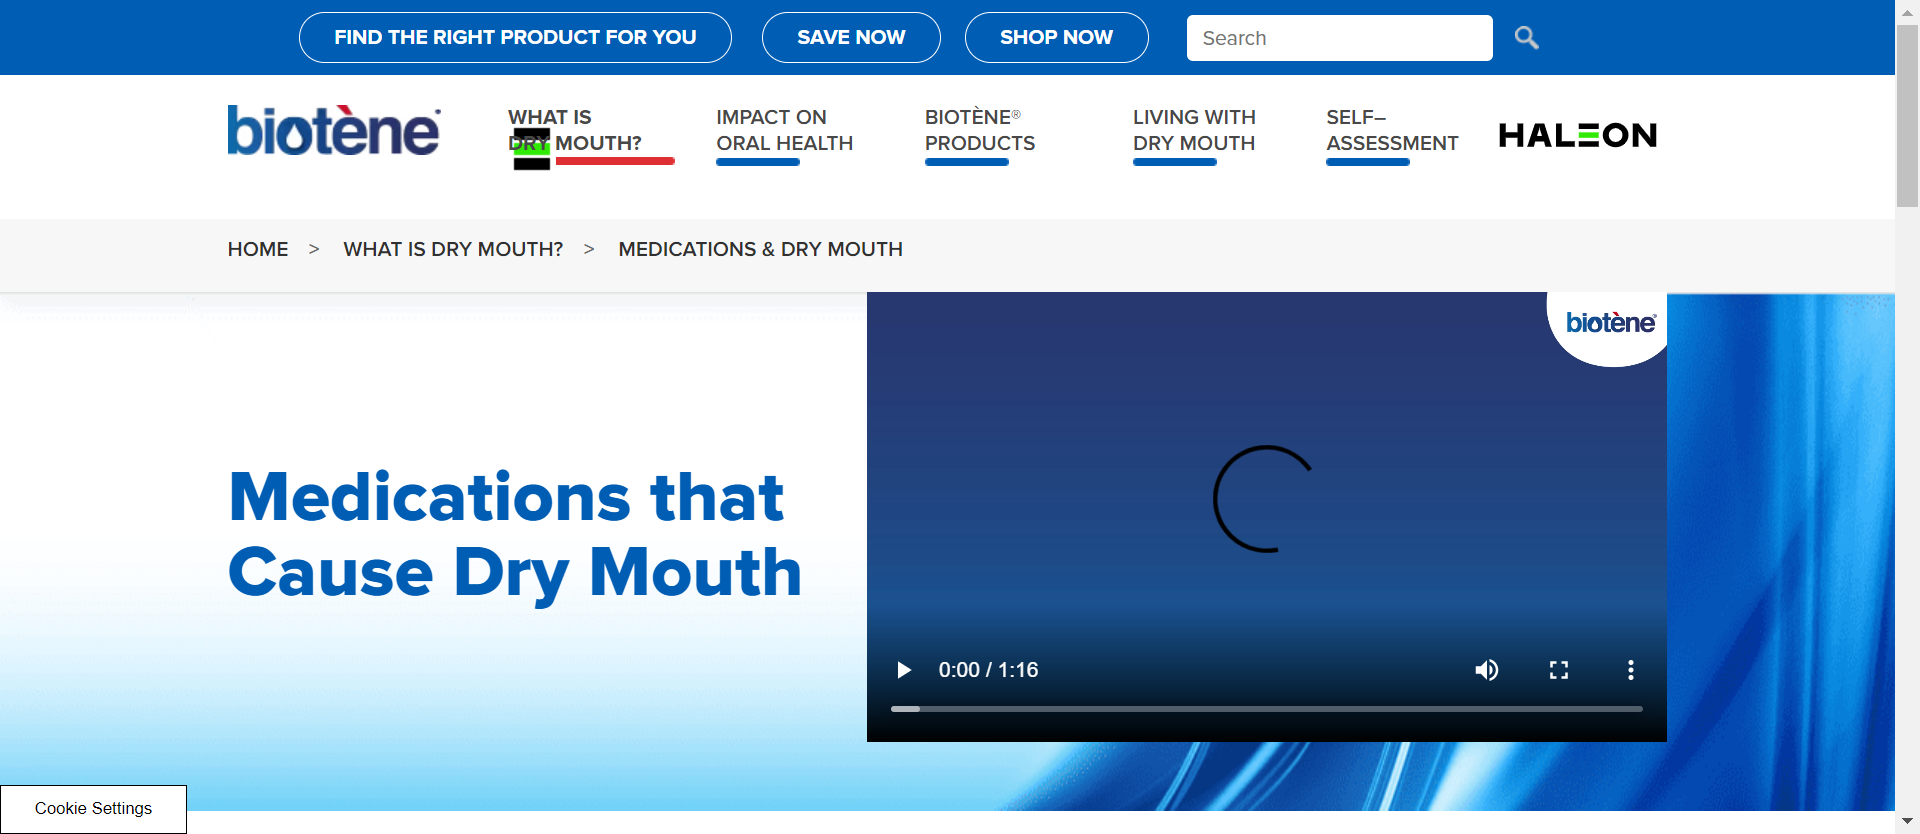 FIND THE RIGHT PRODUCT FOR YOU
SAVE NOW
SHOP NOW
Search
biotène®
WHAT IS
DRY MOUTH?
IMPACT ON
ORAL HEALTH
BIOTÈNE®
PRODUCTS
LIVING WITH
DRY MOUTH
SELF–
ASSESSMENT
HALEON
HOME > WHAT IS DRY MOUTH? > MEDICATIONS & DRY MOUTH
biotène®
Medications that
Cause Dry Mouth
0:00 / 1:16
Cookie Settings